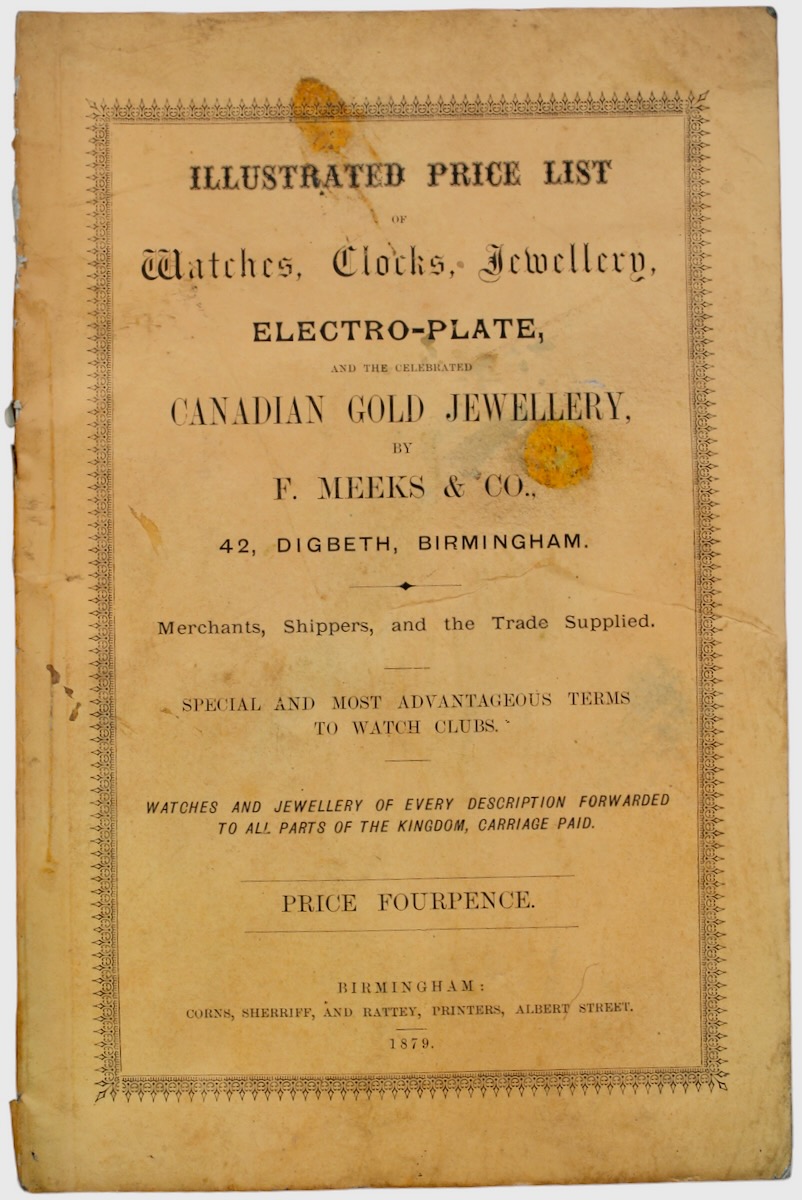 ILLUSTRATED PRICE LIST
OF
Watches, Clocks, Jewellery,
ELECTRO-PLATE,
AND THE CELEBRATED
CANADIAN GOLD JEWELLERY,
BY
F. MEEKS & CO.,
42, DIGBETH, BIRMINGHAM.
Merchants, Shippers, and the Trade Supplied.
SPECIAL AND MOST ADVANTAGEOUS TERMS
TO WATCH CLUBS.
WATCHES AND JEWELLERY OF EVERY DESCRIPTION FORWARDED
TO ALL PARTS OF THE KINGDOM, CARRIAGE PAID.
PRICE FOURPENCE.
BIRMINGHAM:
CORNS, SHERRIFF, AND RATTEY, PRINTERS, ALBERT STREET.
1879.